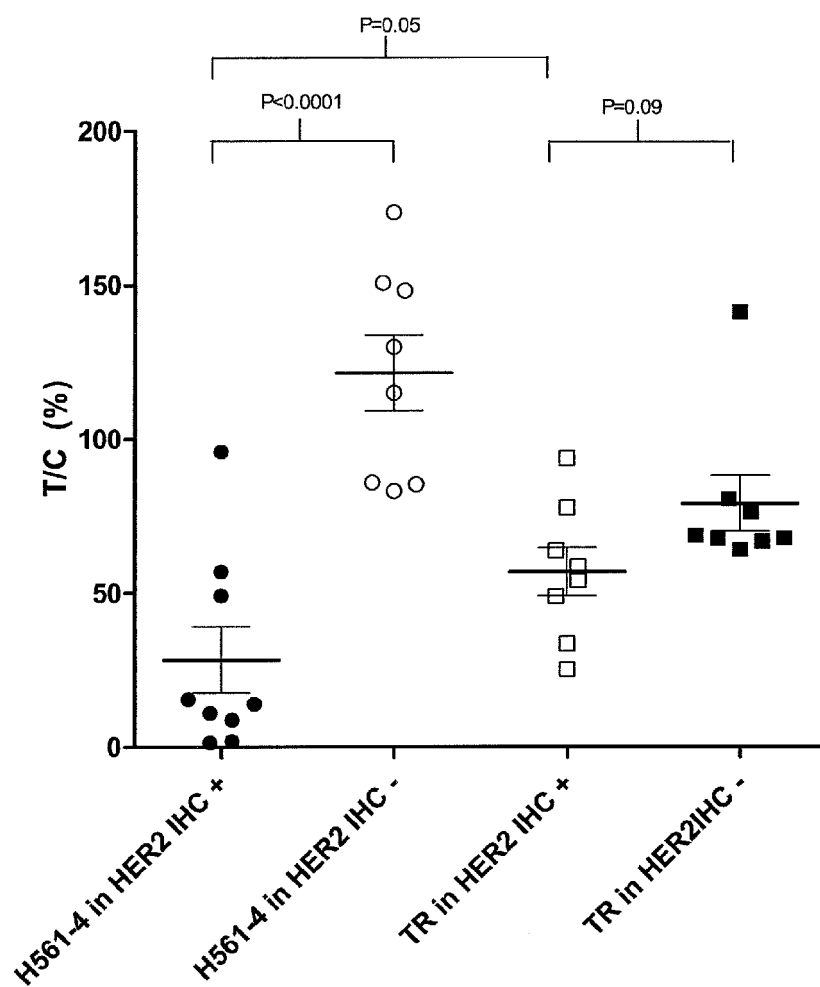 P=0.05
P<0.0001
P=0.09
200
150
100
50
0
T/C (%)
H561-4 in HER2 IHC +
H561-4 in HER2 IHC -
TR in HER2 IHC +
TR in HER2IHC -